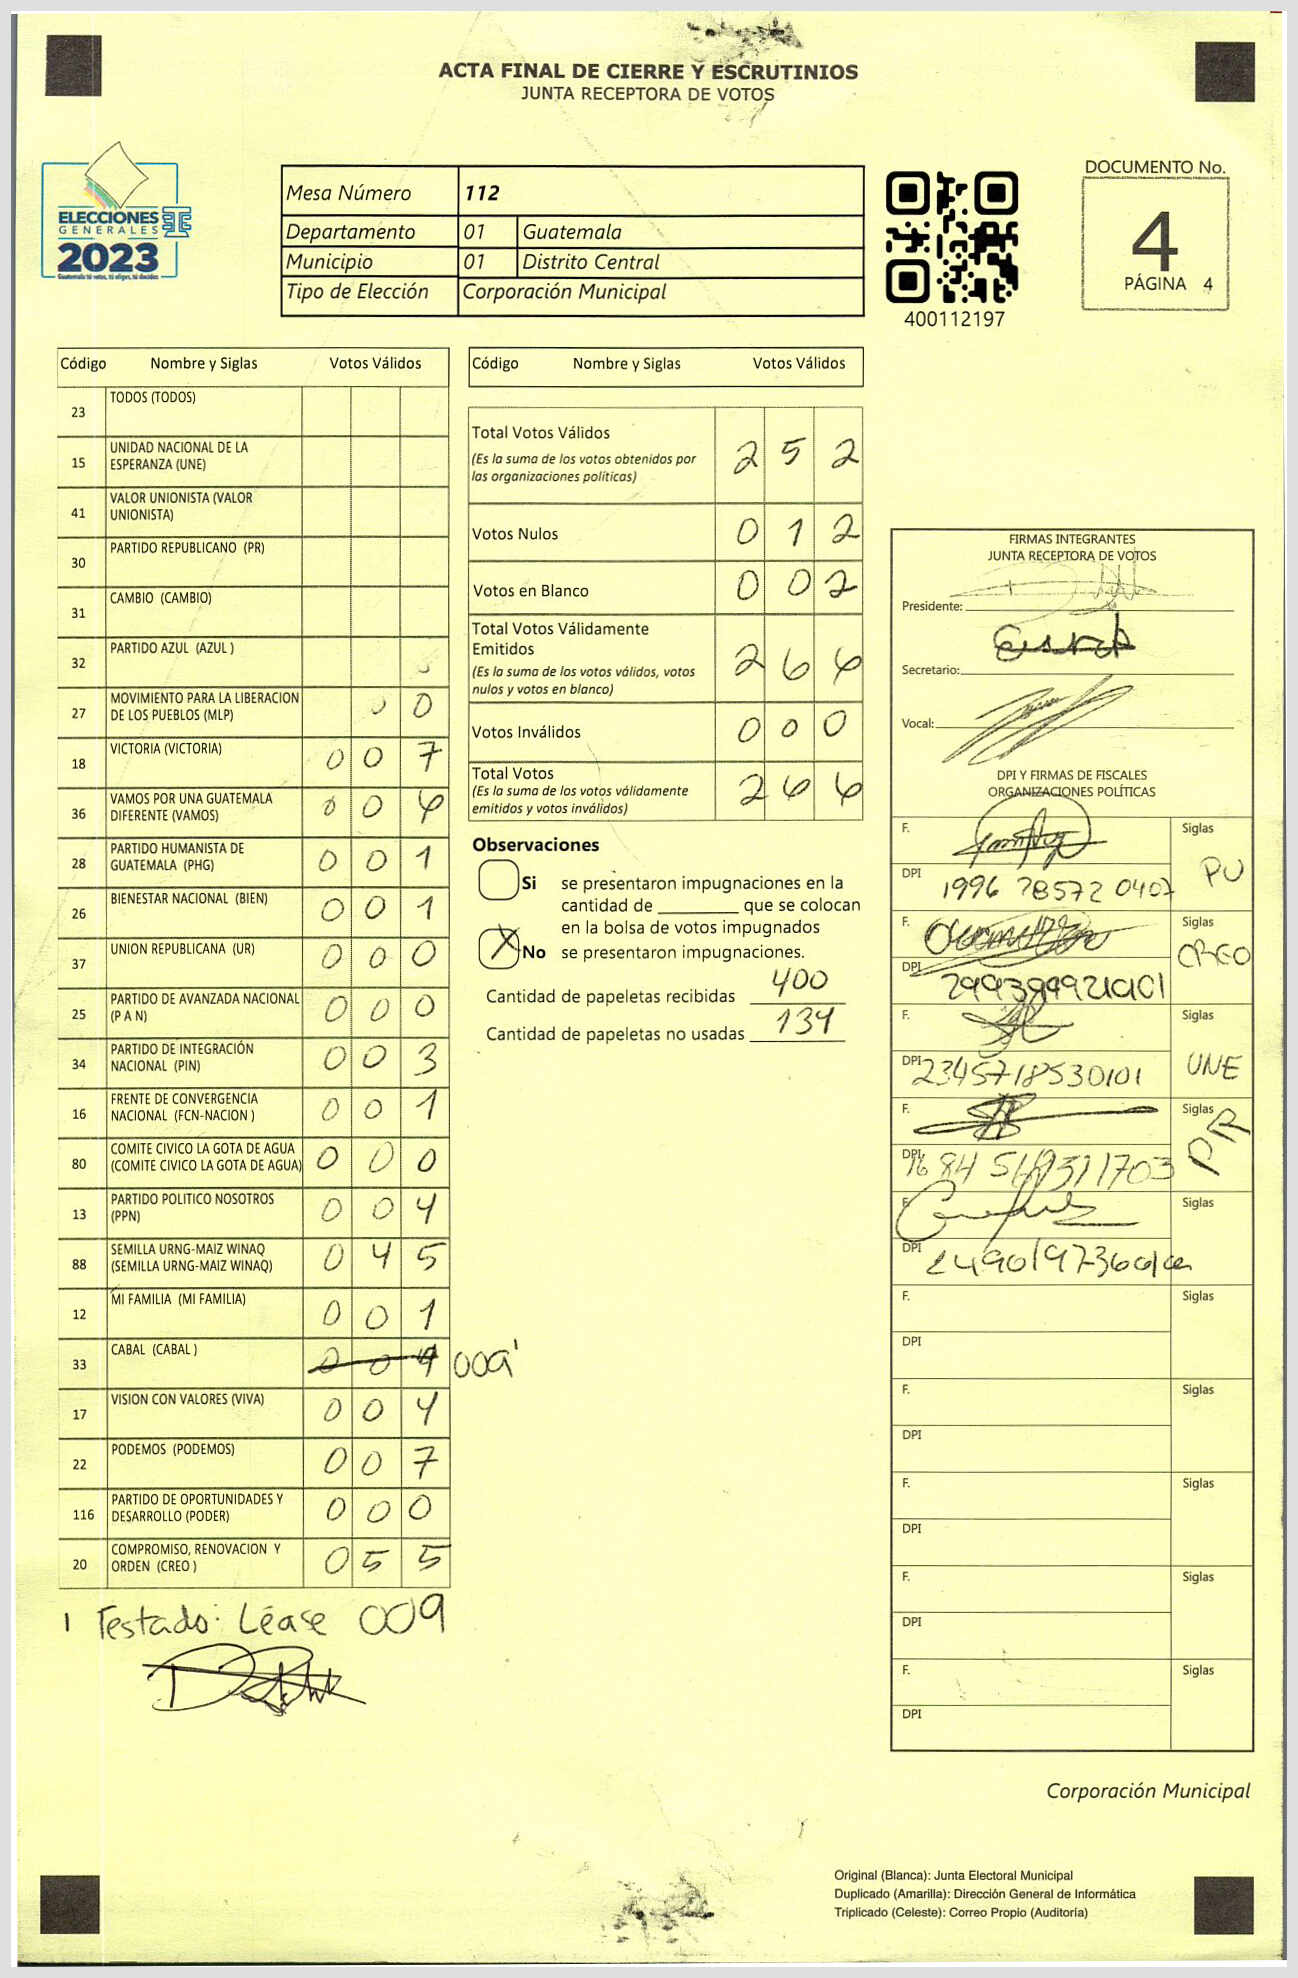 ACTA FINAL DE CIERRE Y ESCRUTINIOS
JUNTA RECEPTORA DE VOTOS
ELECCIONES
GENERALES
2023
Guatemala tú votas, tú eliges, tú decides
Mesa Número 112
Departamento 01 Guatemala
Municipio 01 Distrito Central
Tipo de Elección Corporación Municipal
400112197
DOCUMENTO No.
4
PÁGINA 4
Código Nombre y Siglas Votos Válidos
23 TODOS (TODOS)
15 UNIDAD NACIONAL DE LA
ESPERANZA (UNE)
41 VALOR UNIONISTA (VALOR
UNIONISTA)
30 PARTIDO REPUBLICANO (PR)
31 CAMBIO (CAMBIO)
32 PARTIDO AZUL (AZUL )
27 MOVIMIENTO PARA LA LIBERACION
DE LOS PUEBLOS (MLP) 0
18 VICTORIA (VICTORIA) 0 0 7
36 VAMOS POR UNA GUATEMALA
DIFERENTE (VAMOS) 0 0
28 PARTIDO HUMANISTA DE
GUATEMALA (PHG) 0 0 1
26 BIENESTAR NACIONAL (BIEN) 0 0 1
37 UNION REPUBLICANA (UR) 0 0 0
25 PARTIDO DE AVANZADA NACIONAL
(P A N) 0 0 0
34 PARTIDO DE INTEGRACIÓN
NACIONAL (PIN) 0 0 3
16 FRENTE DE CONVERGENCIA
NACIONAL (FCN-NACION ) 0 0 1
80 COMITE CIVICO LA GOTA DE AGUA
(COMITE CIVICO LA GOTA DE AGUA) 0 0 0
13 PARTIDO POLITICO NOSOTROS
(PPN) 0 0 4
88 SEMILLA URNG-MAIZ WINAQ
(SEMILLA URNG-MAIZ WINAQ) 0 4 5
12 MI FAMILIA (MI FAMILIA) 0 0 1
33 CABAL (CABAL ) 0 0 9 009 1
17 VISION CON VALORES (VIVA) 0 0 4
22 PODEMOS (PODEMOS) 0 0 7
116 PARTIDO DE OPORTUNIDADES Y
DESARROLLO (PODER) 0 0 0
20 COMPROMISO, RENOVACION Y
ORDEN (CREO ) 0 5 5
1 Testado: Léase 009
Código Nombre y Siglas Votos Válidos
Total Votos Válidos 2 5 2
(Es la suma de los votos obtenidos por
las organizaciones políticas)
Votos Nulos 0 1 2
Votos en Blanco 0 0 2
Total Votos Válidamente
Emitidos 2 6 6
(Es la suma de los votos válidos, votos
nulos y votos en blanco)
Votos Inválidos 0 0 0
Total Votos 2 6 6
(Es la suma de los votos válidamente
emitidos y votos inválidos)
Observaciones
Si se presentaron impugnaciones en la
cantidad de ________ que se colocan
en la bolsa de votos impugnados
X No se presentaron impugnaciones.
Cantidad de papeletas recibidas 400
Cantidad de papeletas no usadas 134
FIRMAS INTEGRANTES
JUNTA RECEPTORA DE VOTOS
Presidente:
Secretario:
Vocal:
DPI Y FIRMAS DE FISCALES
ORGANIZACIONES POLÍTICAS
F. Siglas PU
DPI 1996 78572 0407
F. Siglas CREO
DPI
F. Siglas UNE
DPI 2345718530101
F. Siglas PR
DPI
F. Siglas
DPI
F. Siglas
DPI
F. Siglas
DPI
F. Siglas
DPI
F. Siglas
DPI
F. Siglas
DPI
Corporación Municipal
Original (Blanca): Junta Electoral Municipal
Duplicado (Amarilla): Dirección General de Informática
Triplicado (Celeste): Correo Propio (Auditoría)